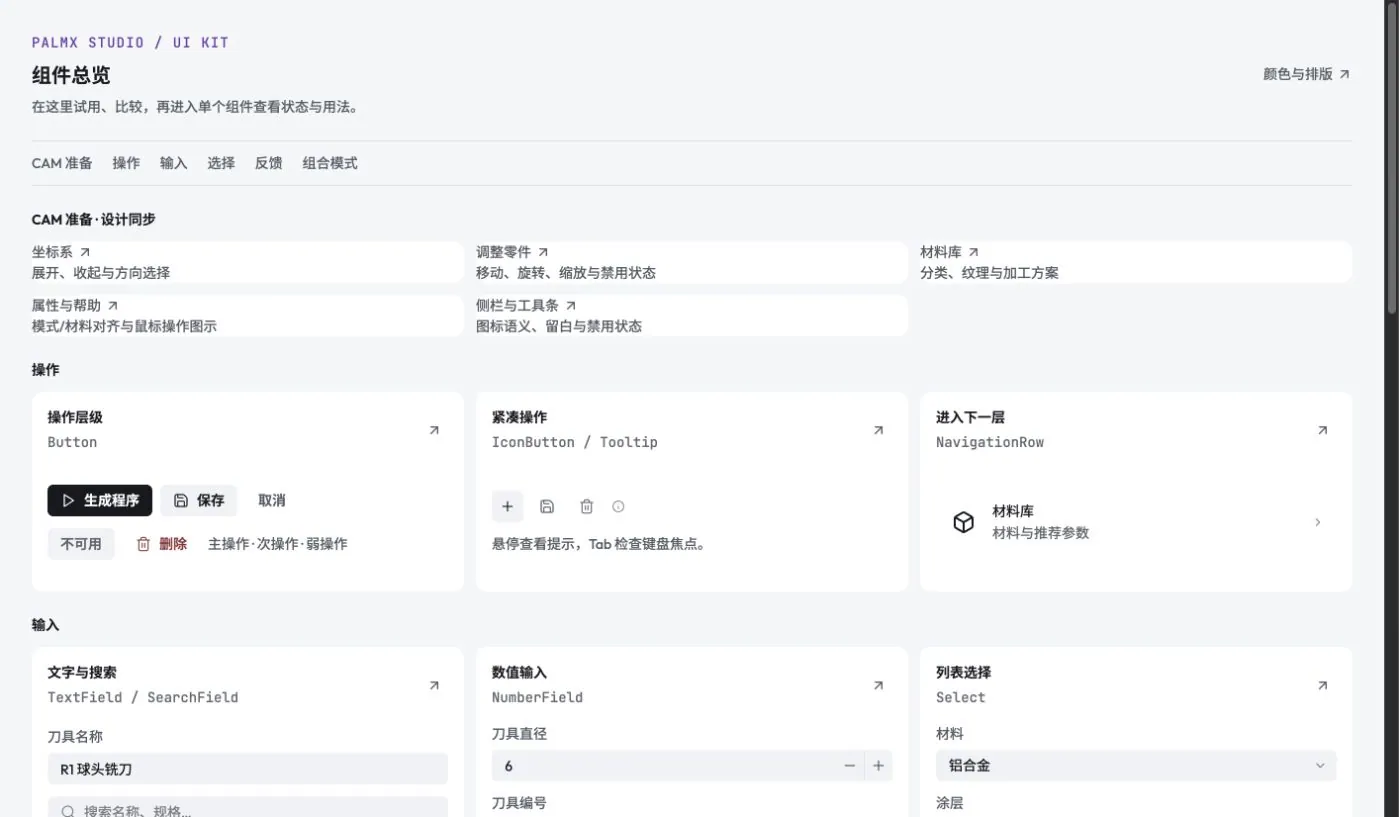 PALMX STUDIO / UI KIT
组件总览
颜色与排版
在这里试用、比较，再进入单个组件查看状态与用法。
CAM 准备 操作 输入 选择 反馈 组合模式
CAM 准备·设计同步
坐标系
展开、收起与方向选择
调整零件
移动、旋转、缩放与禁用状态
材料库
分类、纹理与加工方案
属性与帮助
模式/材料对齐与鼠标操作图示
侧栏与工具条
图标语义、留白与禁用状态
操作
操作层级
Button
生成程序 保存 取消
不可用 删除 主操作·次操作·弱操作
紧凑操作
IconButton / Tooltip
悬停查看提示，Tab 检查键盘焦点。
进入下一层
NavigationRow
材料库
材料与推荐参数
输入
文字与搜索
TextField / SearchField
刀具名称
R1 球头铣刀
搜索名称、规格...
数值输入
NumberField
刀具直径
6
刀具编号
列表选择
Select
材料
铝合金
涂层